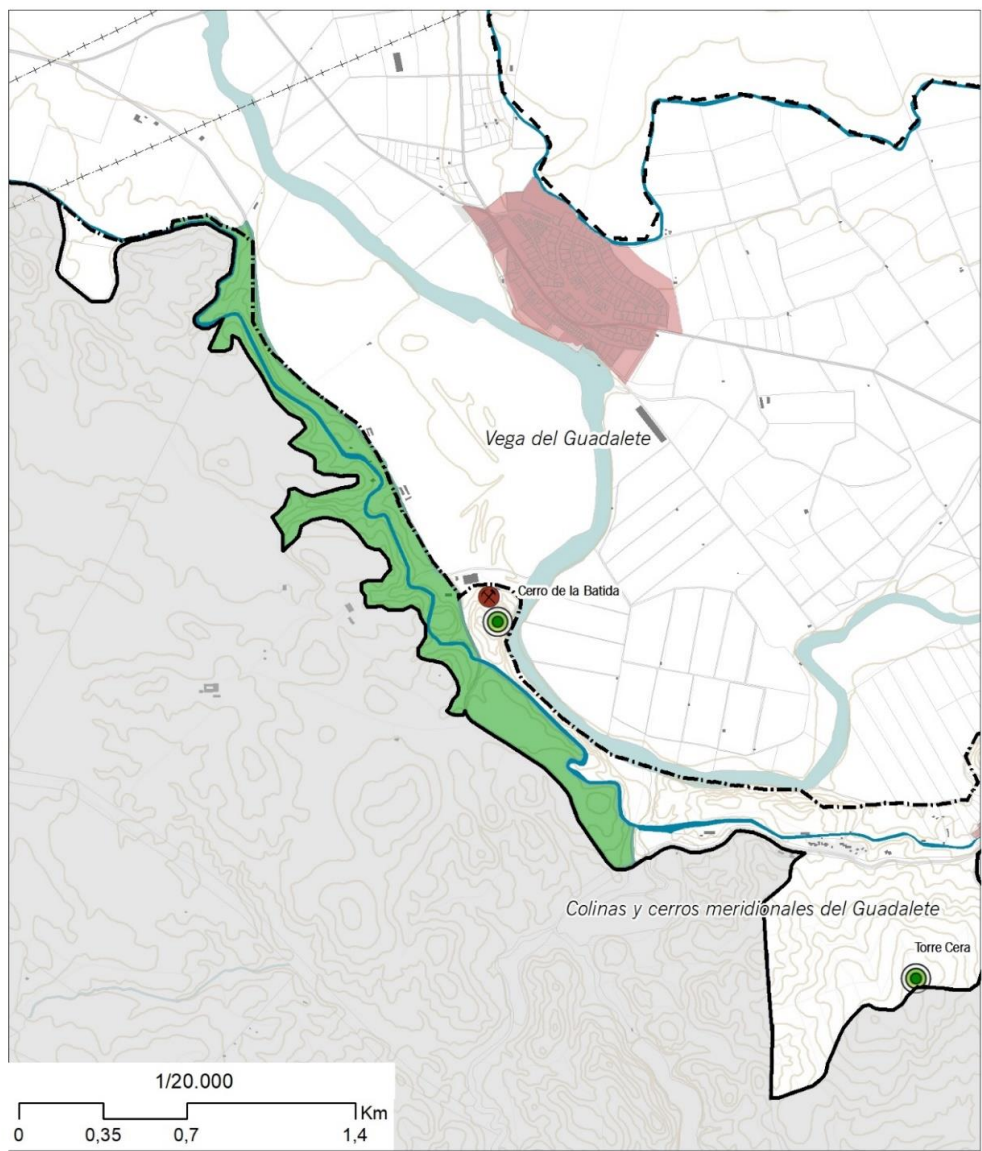 Vega del Guadalete
Cerro de la Batida
Colinas y cerros meridionales del Guadalete
Torre Cera
1/20.000
Km
0 0,35 0,7 1,4